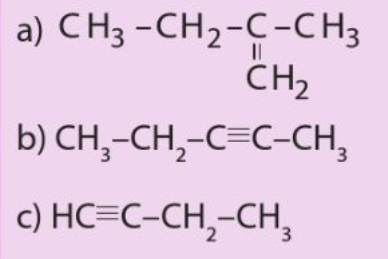 a) CH₃–CH₂–C–CH₃
||
CH₂
b) CH₃–CH₂–C≡C–CH₃
c) HC≡C–CH₂–CH₃